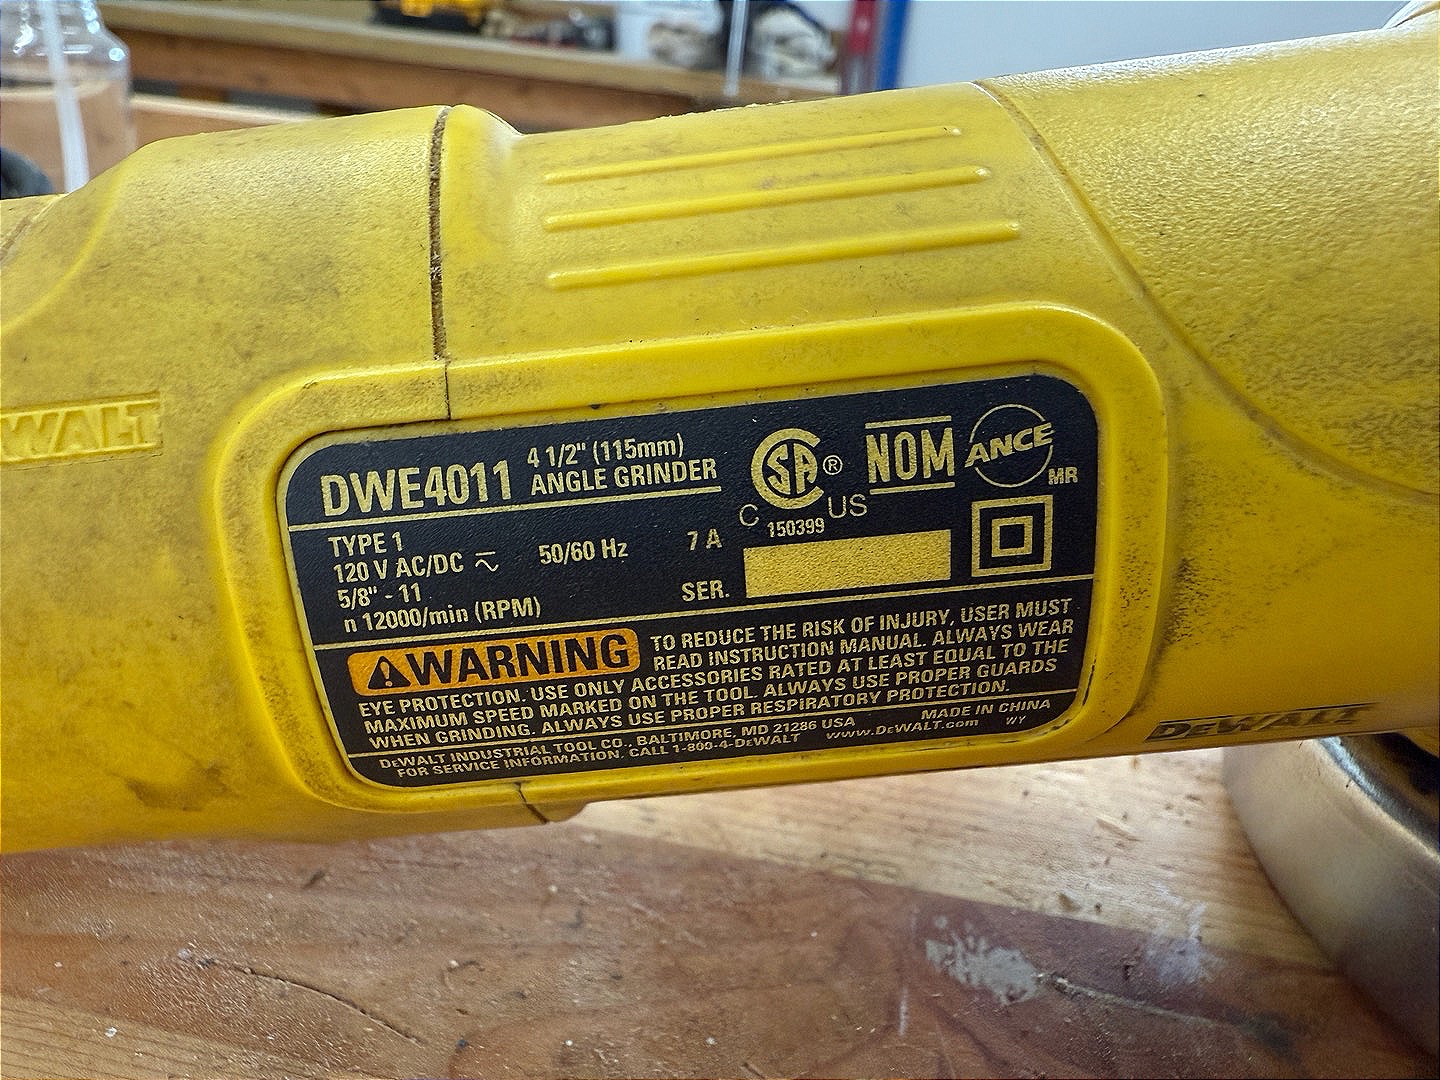 WALT
DWE4011
4 1/2" (115mm)
ANGLE GRINDER
TYPE 1
120 V AC/DC
50/60 Hz
7 A
5/8" - 11
n 12000/min (RPM)
SER.
CSA ®
C US
150399
NOM
ANCE
MR
WARNING
TO REDUCE THE RISK OF INJURY, USER MUST
READ INSTRUCTION MANUAL. ALWAYS WEAR
EYE PROTECTION. USE ONLY ACCESSORIES RATED AT LEAST EQUAL TO THE
MAXIMUM SPEED MARKED ON THE TOOL. ALWAYS USE PROPER GUARDS
WHEN GRINDING. ALWAYS USE PROPER RESPIRATORY PROTECTION.
DEWALT INDUSTRIAL TOOL CO., BALTIMORE, MD 21286 USA
MADE IN CHINA
FOR SERVICE INFORMATION, CALL 1-800-4-DEWALT
www.DEWALT.com
WY
DEWALT